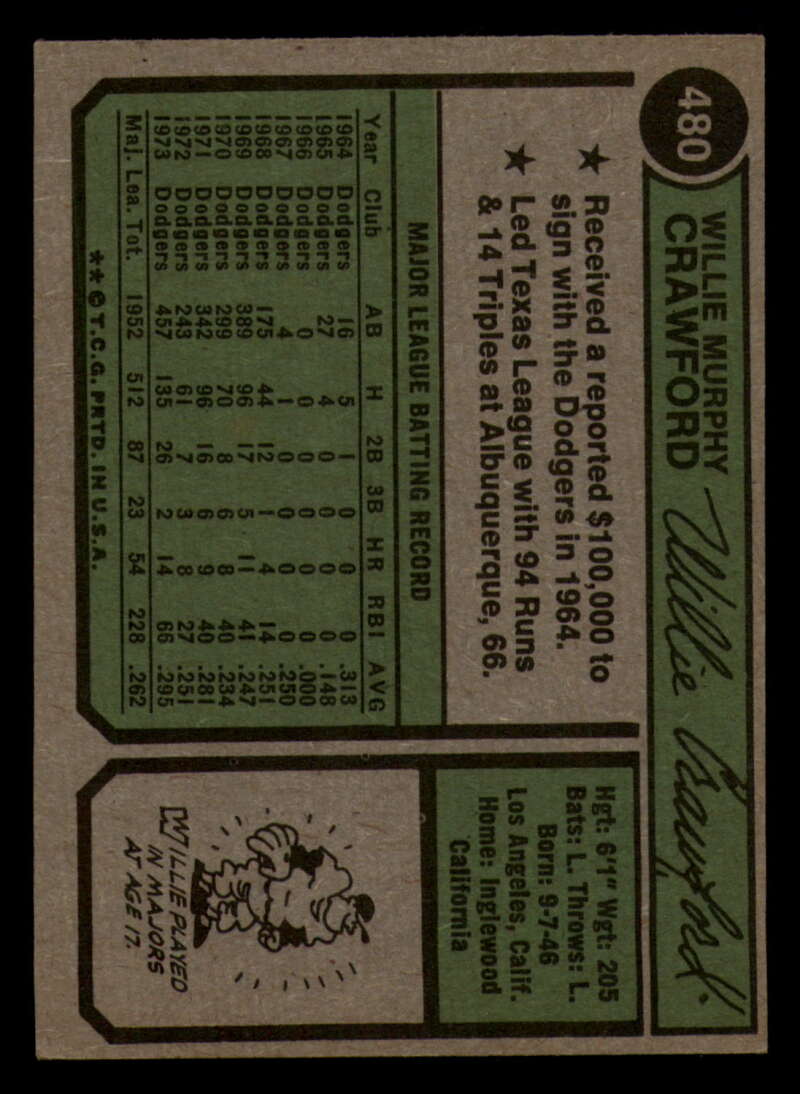 480
WILLIE MURPHY
CRAWFORD
Willie Crawford
★ Received a reported $100,000 to
sign with the Dodgers in 1964.
★ Led Texas League with 94 Runs
& 14 Triples at Albuquerque, 66.
MAJOR LEAGUE BATTING RECORD
Year Club AB H 2B 3B HR RBI AVG
1964 Dodgers 16 5 1 0 0 0 .313
1965 Dodgers 27 4 0 0 0 0 .148
1966 Dodgers 0 0 0 0 0 0 .000
1967 Dodgers 4 1 0 0 0 0 .250
1968 Dodgers 175 44 12 1 4 14 .251
1969 Dodgers 389 96 17 5 11 41 .247
1970 Dodgers 299 70 8 6 8 40 .234
1971 Dodgers 342 96 16 6 9 40 .281
1972 Dodgers 243 61 7 3 8 27 .251
1973 Dodgers 457 135 26 2 14 66 .295
Maj. Lea. Tot. 1952 512 87 23 54 228 .262
**©T.C.G. PRTD. IN U.S.A.
Hgt: 6'1" Wgt: 205
Bats: L. Throws: L.
Born: 9-7-46
Los Angeles, Calif.
Home: Inglewood
California
WILLIE PLAYED
IN MAJORS
AT AGE 17.